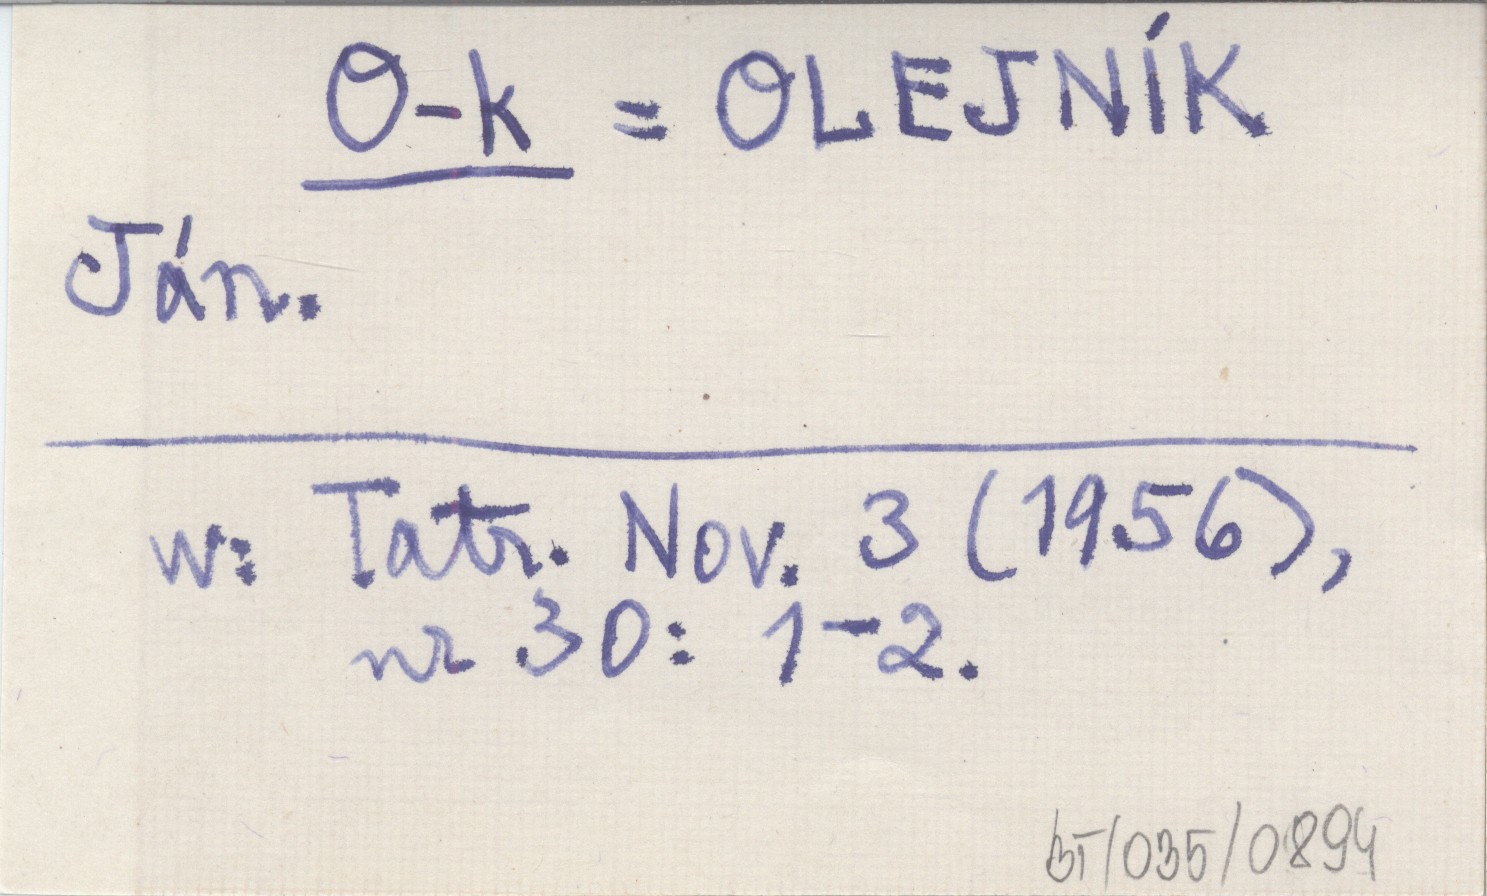 O-k = OLEJNÍK
Ján.
w: Tatr. Nov. 3 (1956),
nr 30: 1-2.
BT/035/0894